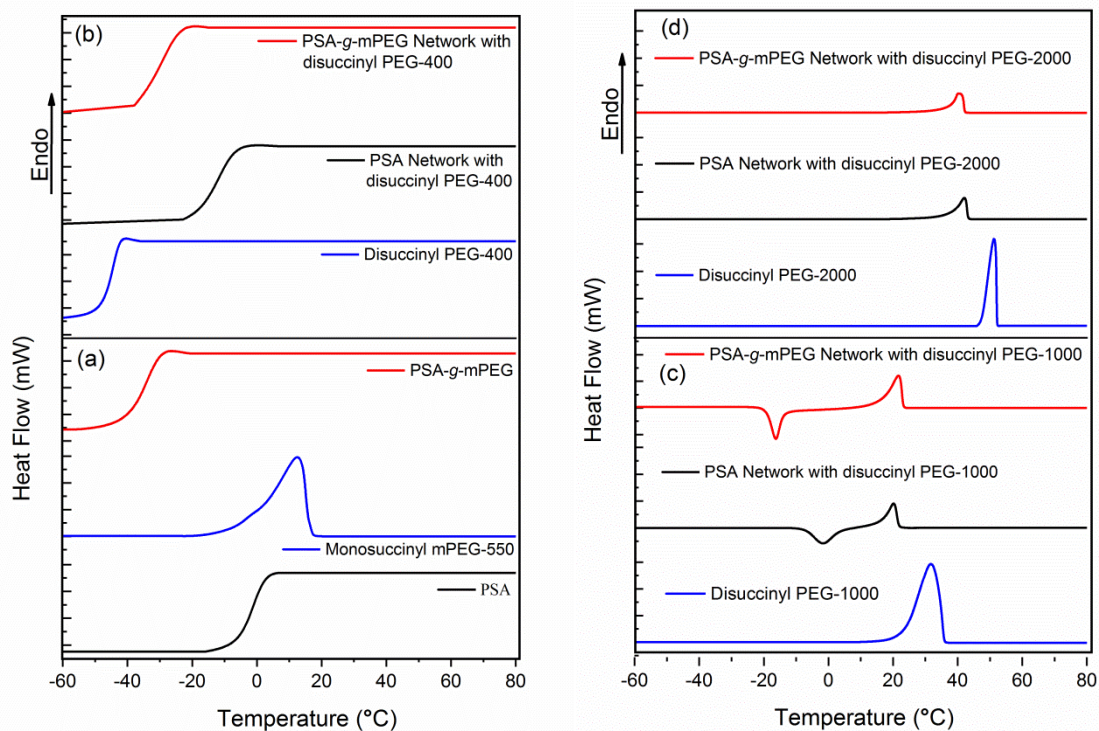 (b)
PSA-g-mPEG Network with
disuccinyl PEG-400
Endo
PSA Network with
disuccinyl PEG-400
Disuccinyl PEG-400
(a)
PSA-g-mPEG
Heat Flow (mW)
Monosuccinyl mPEG-550
PSA
-60 -40 -20 0 20 40 60 80
Temperature (°C)
(d)
PSA-g-mPEG Network with disuccinyl PEG-2000
Endo
PSA Network with disuccinyl PEG-2000
Disuccinyl PEG-2000
PSA-g-mPEG Network with disuccinyl PEG-1000
(c)
Heat Flow (mW)
PSA Network with disuccinyl PEG-1000
Disuccinyl PEG-1000
-60 -40 -20 0 20 40 60 80
Temperature (°C)